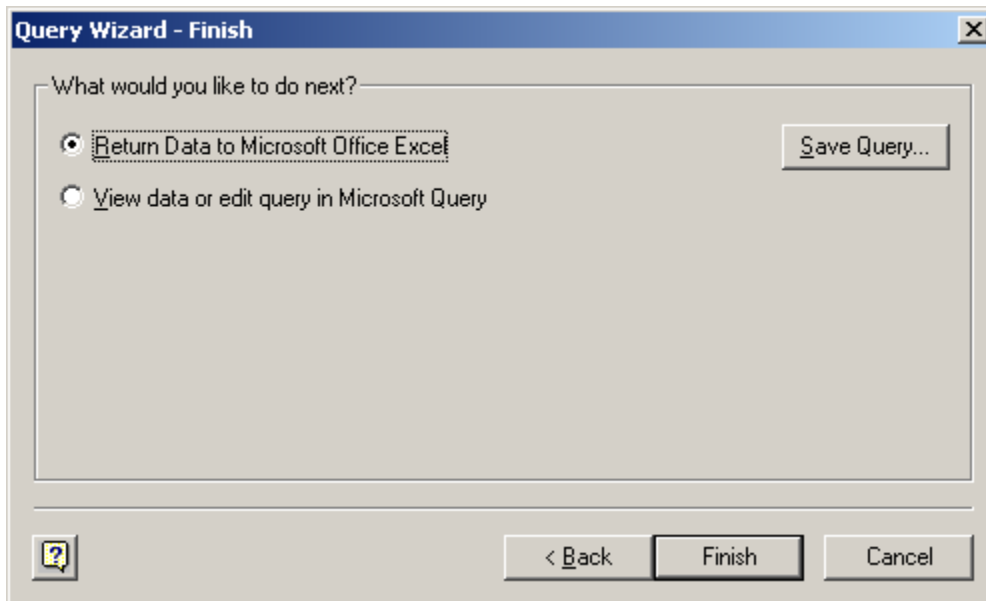 Query Wizard - Finish
What would you like to do next?
Return Data to Microsoft Office Excel
Save Query...
View data or edit query in Microsoft Query
?
< Back
Finish
Cancel